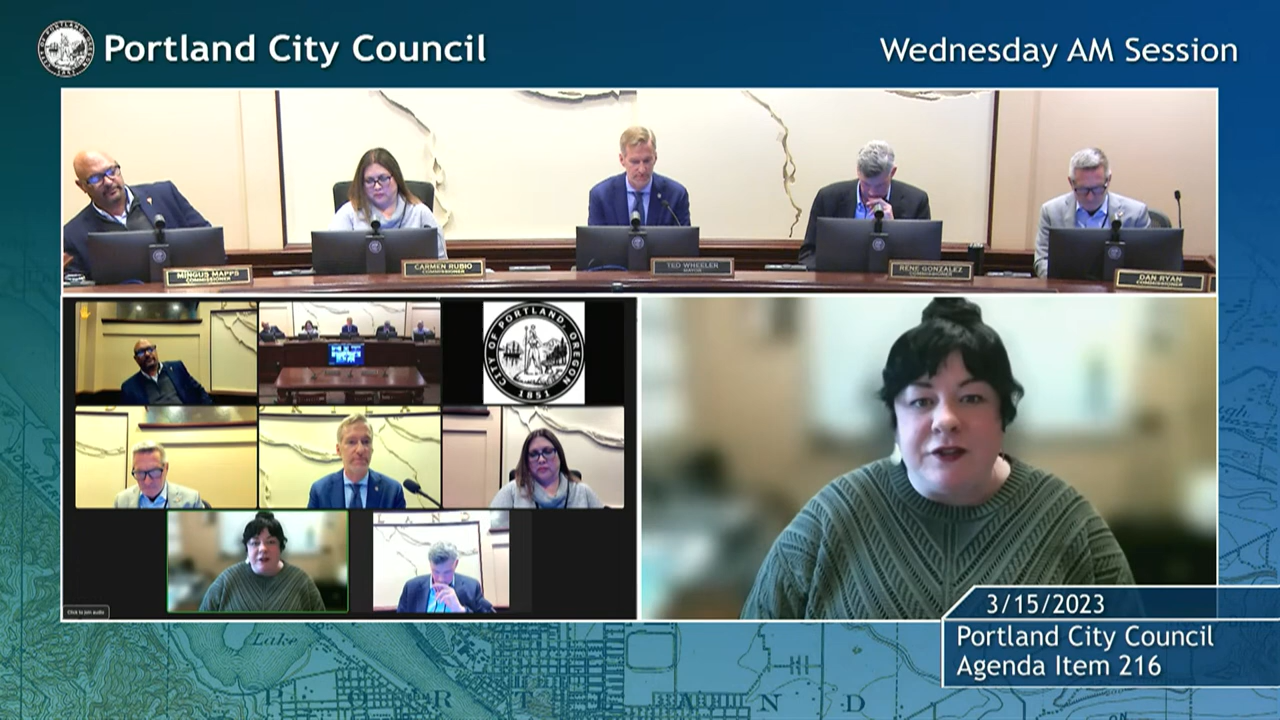 Portland City Council
Wednesday AM Session
MINGUS MAPPS
COMMISSIONER
CARMEN RUBIO
COMMISSIONER
TED WHEELER
MAYOR
RENE GONZALEZ
COMMISSIONER
DAN RYAN
COMMISSIONER
CITY OF PORTLAND, OREGON
1851
Click to join audio
3/15/2023
Portland City Council
Agenda Item 216
Lake
R T L A N D